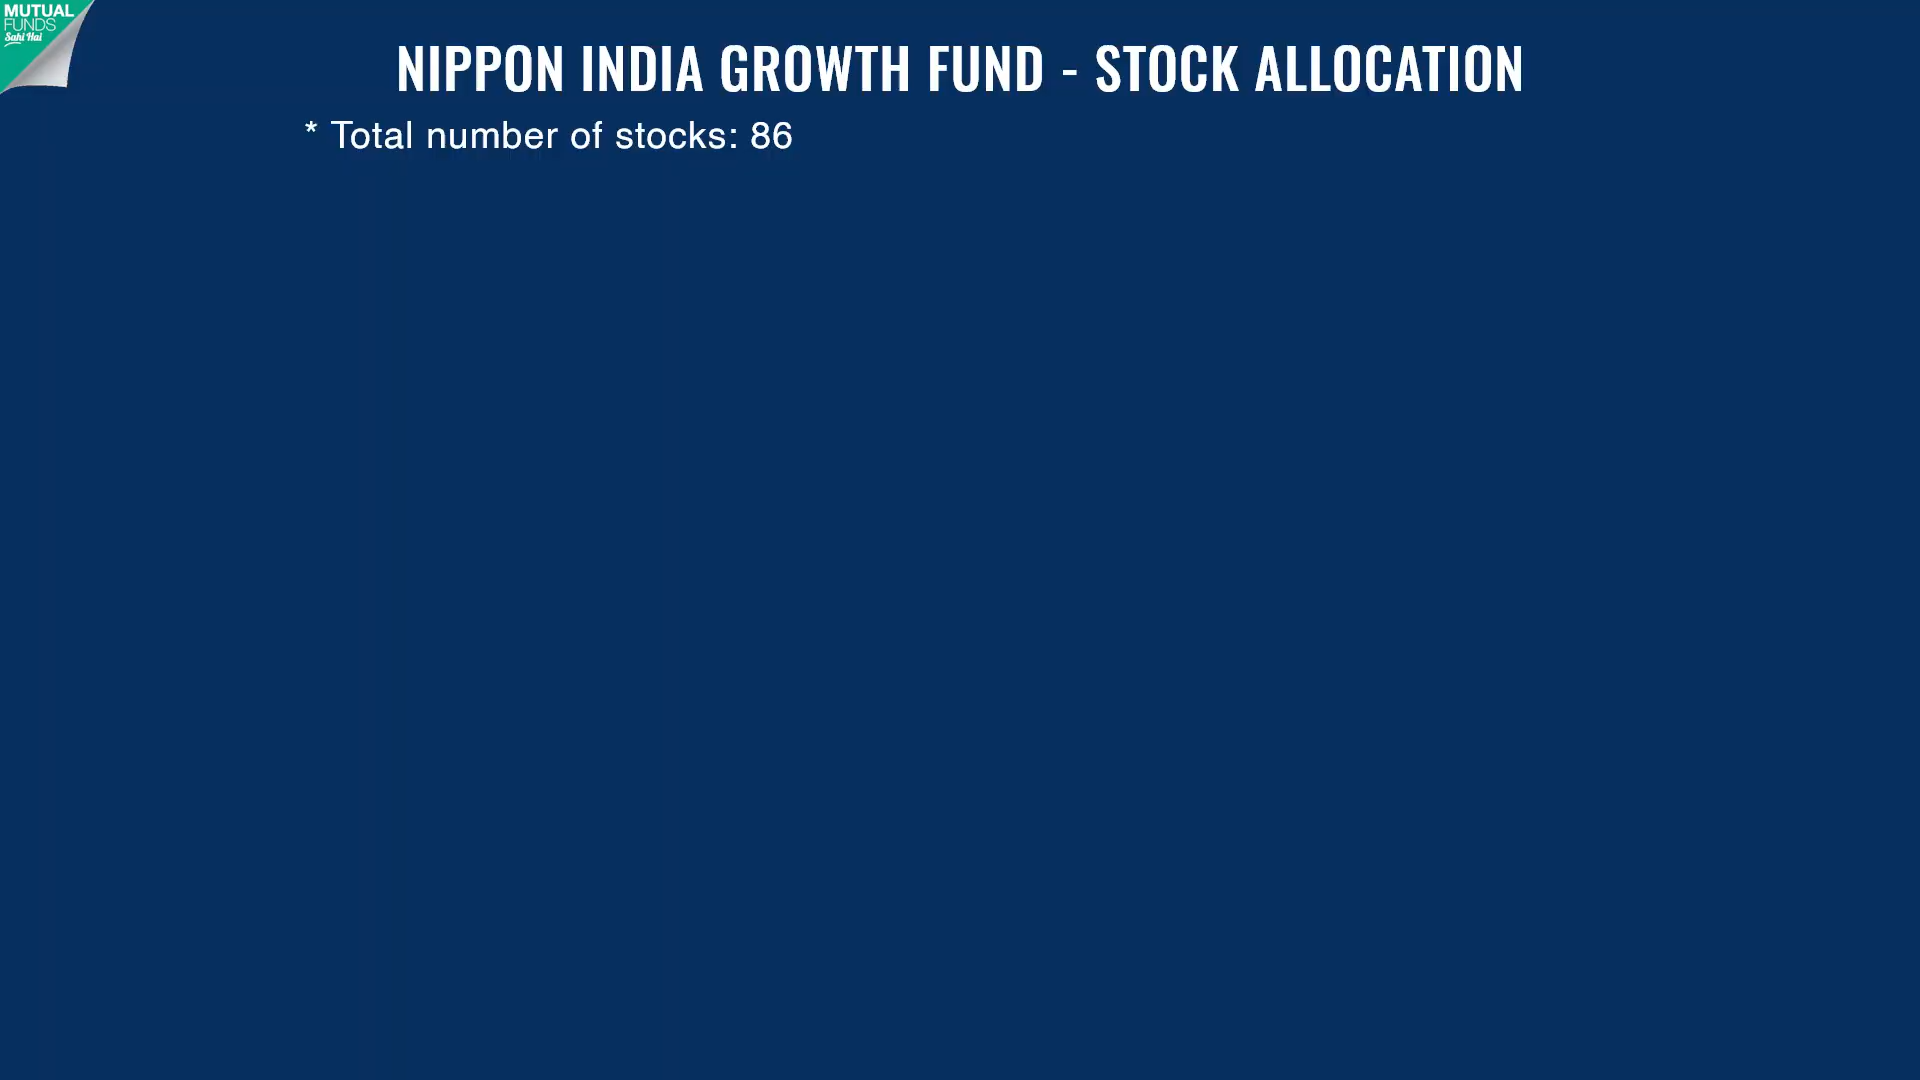 MUTUAL
FUNDS
Sahi Hai
NIPPON INDIA GROWTH FUND - STOCK ALLOCATION
* Total number of stocks: 86